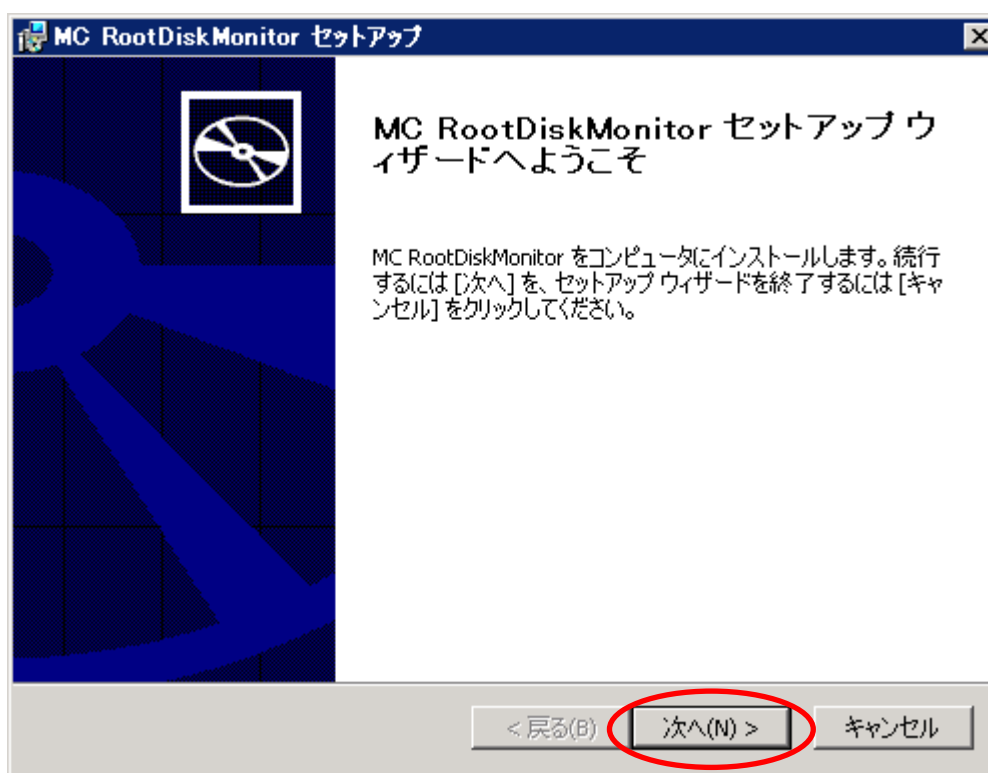 MC RootDiskMonitor セットアップ
MC RootDiskMonitor セットアップ ウ
ィザードへようこそ
MC RootDiskMonitor をコンピュータにインストールします。続行
するには [次へ] を、セットアップ ウィザードを終了するには [キャ
ンセル] をクリックしてください。
< 戻る(B) 次へ(N) > キャンセル